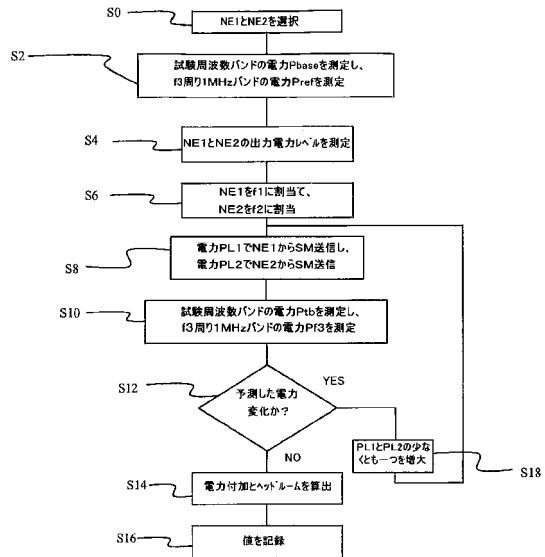 S0
NE1とNE2を選択
S2
試験周波数バンドの電力Pbaseを測定し、
f3周り1MHzバンドの電力Prefを測定
S4
NE1とNE2の出力電力レベルを測定
S6
NE1をf1に割当て、
NE2をf2に割当
S8
電力PL1でNE1からSM送信し、
電力PL2でNE2からSM送信
S10
試験周波数バンドの電力Ptbを測定し、
f3周り1MHzバンドの電力Pf3を測定
S12
予測した電力
変化か？
YES
NO
PL1とPL2の少な
くとも一つを増大
S18
S14
電力付加とヘッドルームを算出
S16
値を記録